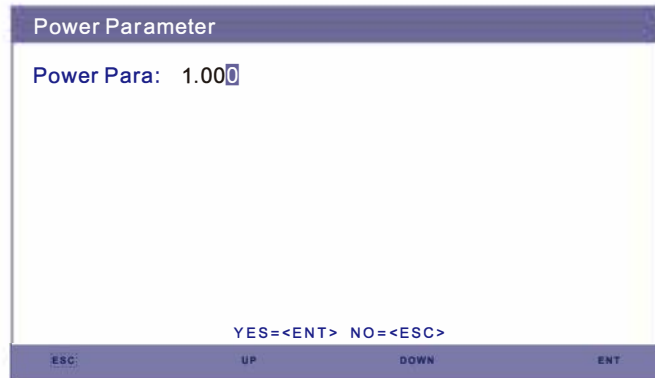 Power Parameter
Power Para: 1.000
YES=<ENT> NO=<ESC>
ESC UP DOWN ENT